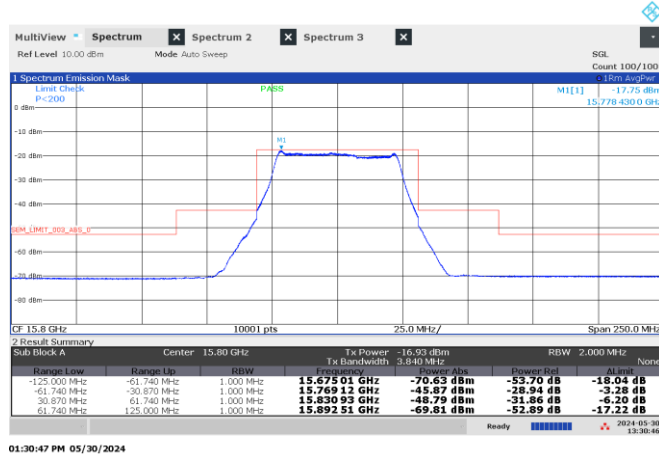 MultiView Spectrum X Spectrum 2 X Spectrum 3 X
Ref Level 10.00 dBm Mode Auto Sweep SGL
Count 100/100
1 Spectrum Emission Mask 1Rm AvgPwr
Limit Check PASS M1[1] -17.75 dBm
P<200 15.778 430 0 GHz
0 dBm
-10 dBm
M1
-20 dBm
-30 dBm
-40 dBm
SEM_LIMIT_003_ABS_0
-60 dBm
-70 dBm
-80 dBm
CF 15.8 GHz 10001 pts 25.0 MHz/ Span 250.0 MHz
2 Result Summary
Sub Block A Center 15.80 GHz Tx Power -16.93 dBm RBW 2.000 MHz
Tx Bandwidth 3.840 MHz None
Range Low Range Up RBW Frequency Power Abs Power Rel ΔLimit
-125.000 MHz -61.740 MHz 1.000 MHz 15.675 01 GHz -70.63 dBm -53.70 dB -18.04 dB
-61.740 MHz -30.870 MHz 1.000 MHz 15.769 12 GHz -45.87 dBm -28.94 dB -3.28 dB
30.870 MHz 61.740 MHz 1.000 MHz 15.830 93 GHz -48.79 dBm -31.86 dB -6.20 dB
61.740 MHz 125.000 MHz 1.000 MHz 15.892 51 GHz -69.81 dBm -52.89 dB -17.22 dB
Ready 2024-05-30
13:30:46
01:30:47 PM 05/30/2024